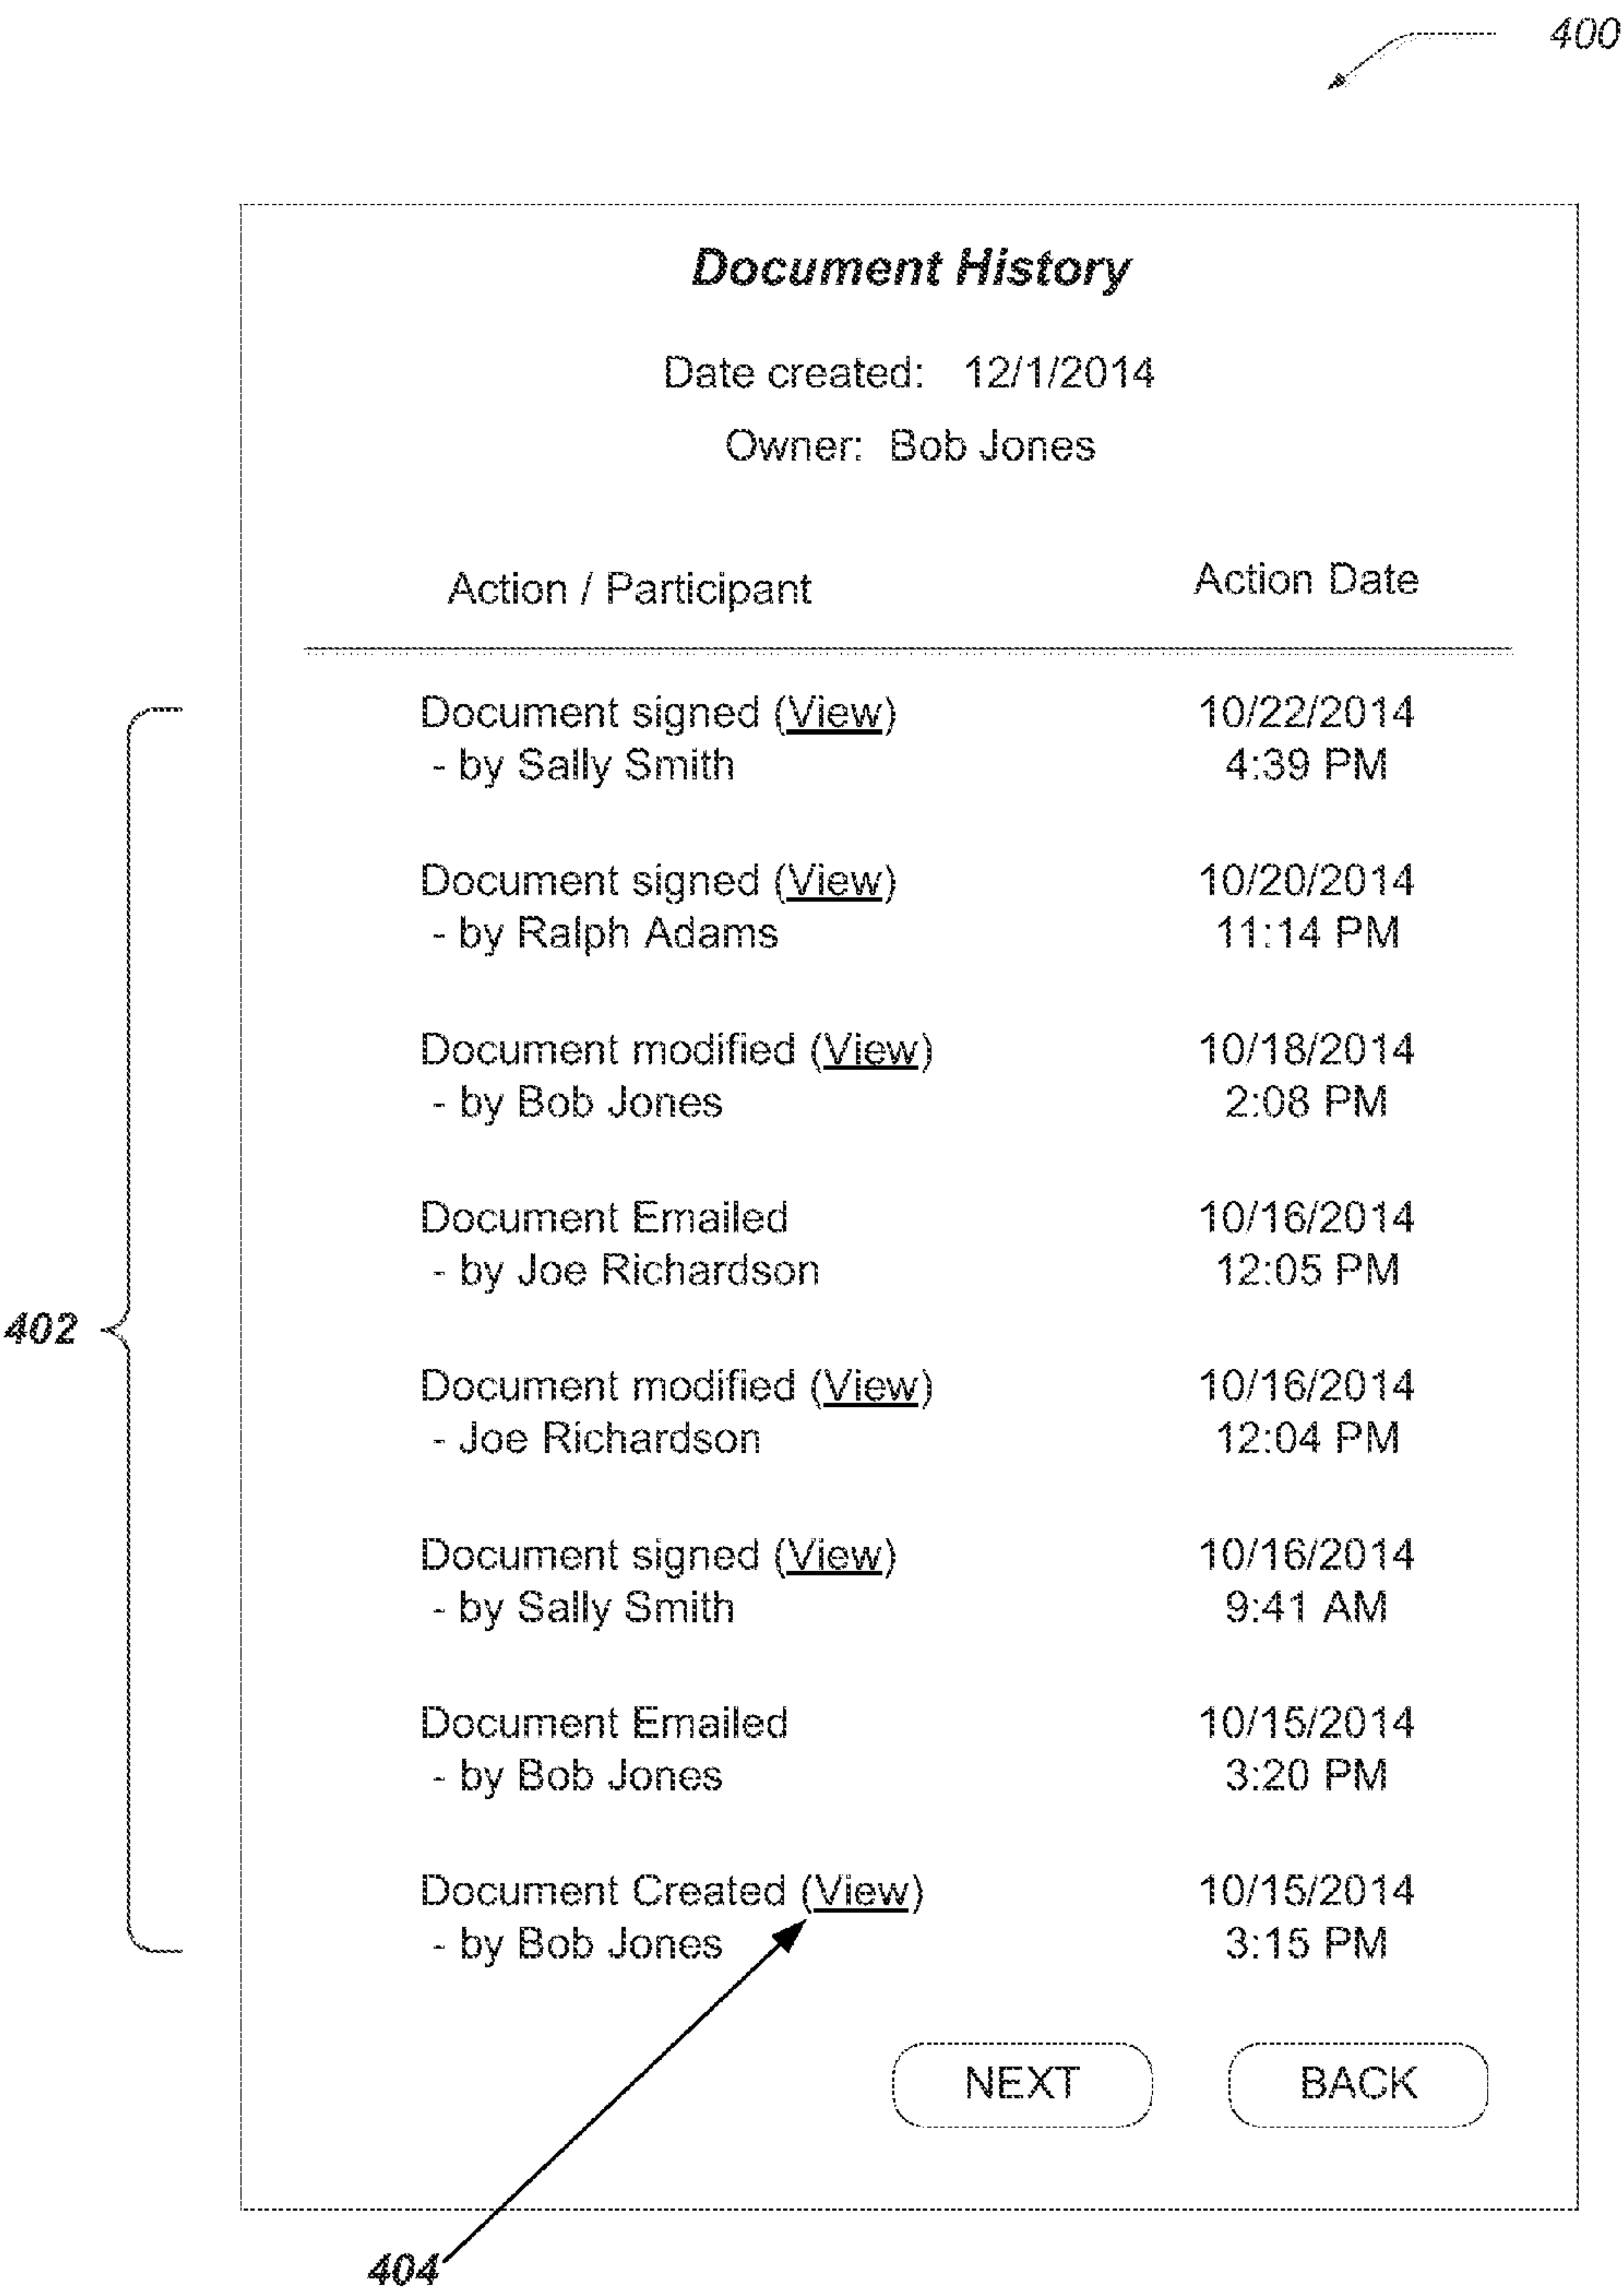 400
Document History
Date created: 12/1/2014
Owner: Bob Jones
Action / Participant Action Date
Document signed (View) 10/22/2014
- by Sally Smith 4:39 PM
Document signed (View) 10/20/2014
- by Ralph Adams 11:14 PM
Document modified (View) 10/18/2014
- by Bob Jones 2:08 PM
Document Emailed 10/16/2014
- by Joe Richardson 12:05 PM
402
Document modified (View) 10/16/2014
- Joe Richardson 12:04 PM
Document signed (View) 10/16/2014
- by Sally Smith 9:41 AM
Document Emailed 10/15/2014
- by Bob Jones 3:20 PM
Document Created (View) 10/15/2014
- by Bob Jones 3:15 PM
NEXT BACK
404